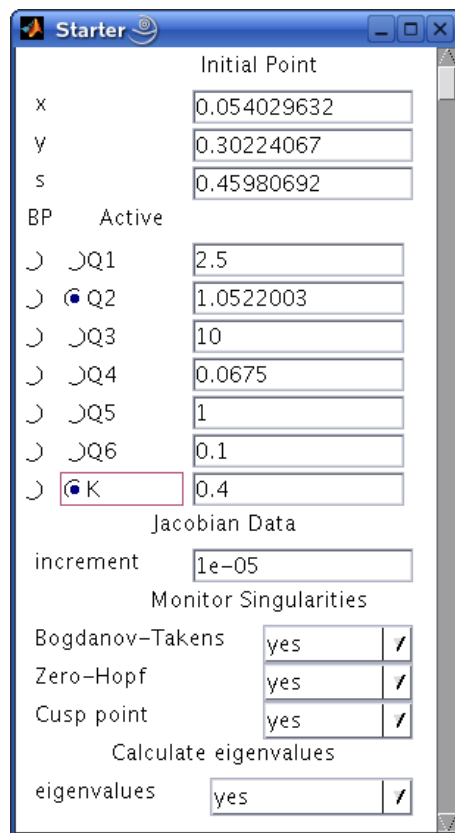 Starter
Initial Point
x 0.054029632
y 0.30224067
s 0.45980692
BP Active
Q1 2.5
Q2 1.0522003
Q3 10
Q4 0.0675
Q5 1
Q6 0.1
K 0.4
Jacobian Data
increment 1e-05
Monitor Singularities
Bogdanov-Takens yes
Zero-Hopf yes
Cusp point yes
Calculate eigenvalues
eigenvalues yes